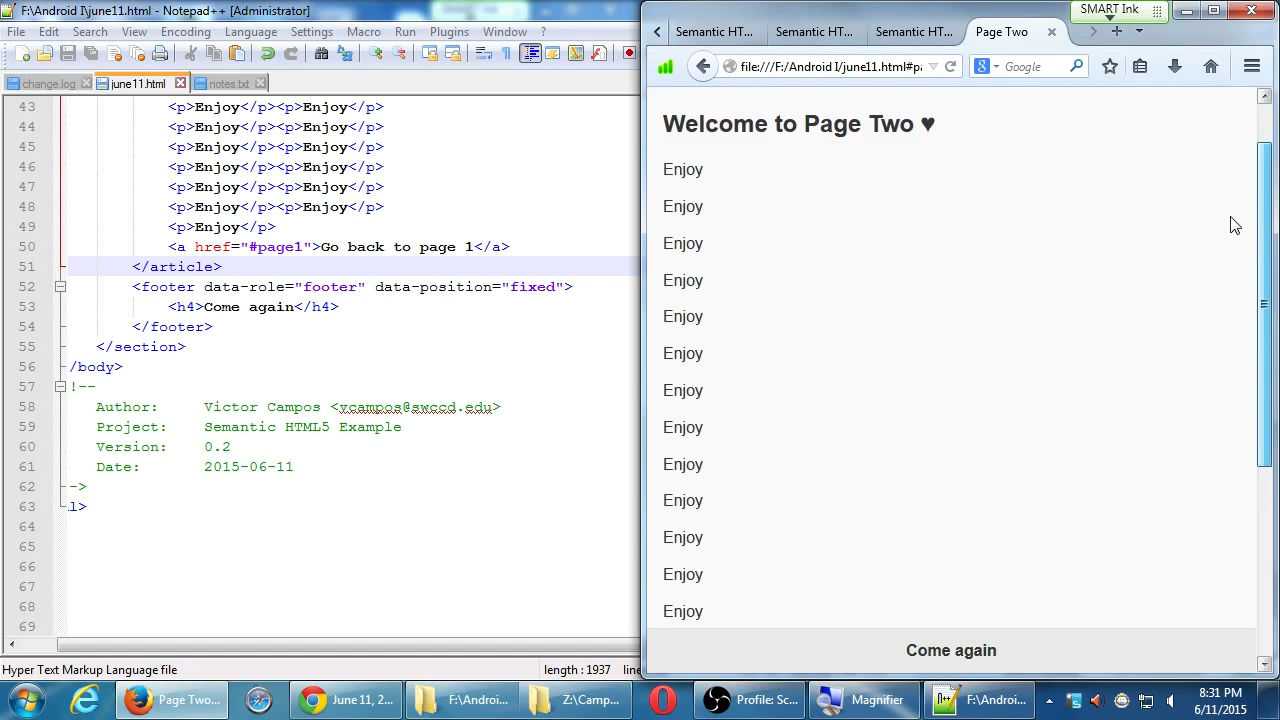 F:\Android I\june11.html - Notepad++ [Administrator]
File Edit Search View Encoding Language Settings Macro Run Plugins Window ?
change.log june11.html notes.txt
43 <p>Enjoy</p><p>Enjoy</p>
44 <p>Enjoy</p><p>Enjoy</p>
45 <p>Enjoy</p><p>Enjoy</p>
46 <p>Enjoy</p><p>Enjoy</p>
47 <p>Enjoy</p><p>Enjoy</p>
48 <p>Enjoy</p><p>Enjoy</p>
49 <p>Enjoy</p>
50 <a href="#page1">Go back to page 1</a>
51 </article>
52 <footer data-role="footer" data-position="fixed">
53 <h4>Come again</h4>
54 </footer>
55 </section>
56 /body>
57 !--
58 Author: Victor Campos <vcampos@swccd.edu>
59 Project: Semantic HTML5 Example
60 Version: 0.2
61 Date: 2015-06-11
62 ->
63 l>
64
65
66
67
68
69
Hyper Text Markup Language file length : 1937 line
SMART Ink
Semantic HT... Semantic HT... Semantic HT... Page Two
file:///F:/Android I/june11.html#pa Google
Welcome to Page Two ♥
Enjoy
Enjoy
Enjoy
Enjoy
Enjoy
Enjoy
Enjoy
Enjoy
Enjoy
Enjoy
Enjoy
Enjoy
Enjoy
Come again
Page Two... June 11, 2... F:\Androi... Z:\Camp... Profile: Sc... Magnifier F:\Androi...
8:31 PM
6/11/2015